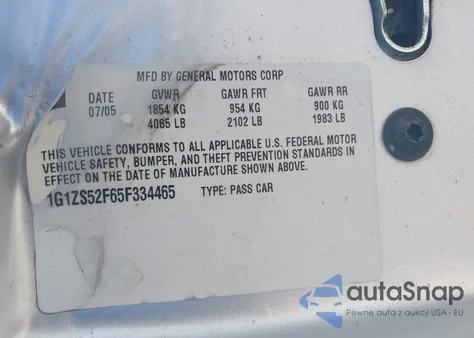 MFD BY GENERAL MOTORS CORP
DATE GVWR GAWR FRT GAWR RR
07/05 1854 KG 954 KG 900 KG
4085 LB 2102 LB 1983 LB
THIS VEHICLE CONFORMS TO ALL APPLICABLE U.S. FEDERAL MOTOR
VEHICLE SAFETY, BUMPER, AND THEFT PREVENTION STANDARDS IN
EFFECT ON THE DATE OF MANUFACTURE SHOWN ABOVE.
1G1ZS52F65F334465 TYPE: PASS CAR
autoSnap
Pewne auta z aukcji USA i EU